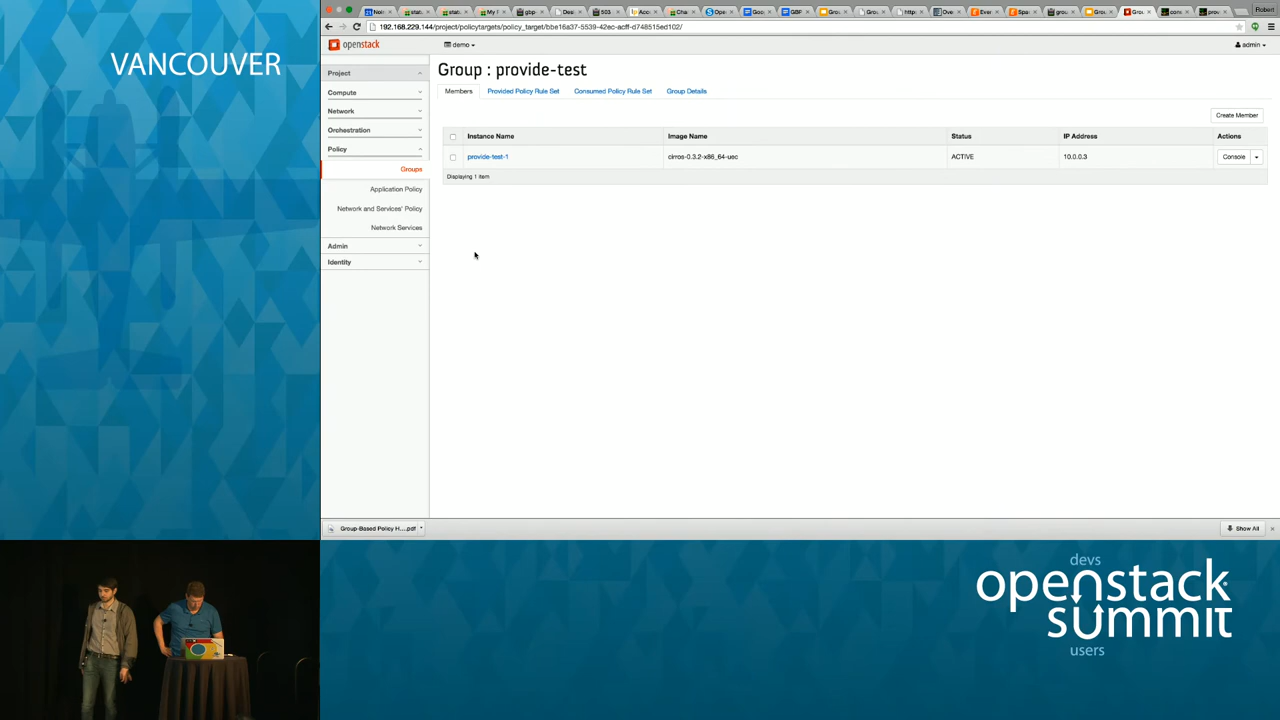 VANCOUVER
Robert
192.168.229.144/project/policytargets/policy_target/bbe16a37-5539-42ec-acff-d748515ed102/
openstack
demo
admin
Project
Compute
Network
Orchestration
Policy
Groups
Application Policy
Network and Services' Policy
Network Services
Admin
Identity
Group : provide-test
Members Provided Policy Rule Set Consumed Policy Rule Set Group Details
Create Member
Instance Name Image Name Status IP Address Actions
provide-test-1 cirros-0.3.2-x86_64-uec ACTIVE 10.0.0.3 Console
Displaying 1 item
Group-Based Policy H....pdf
Show All
devs
openstack
summit
users